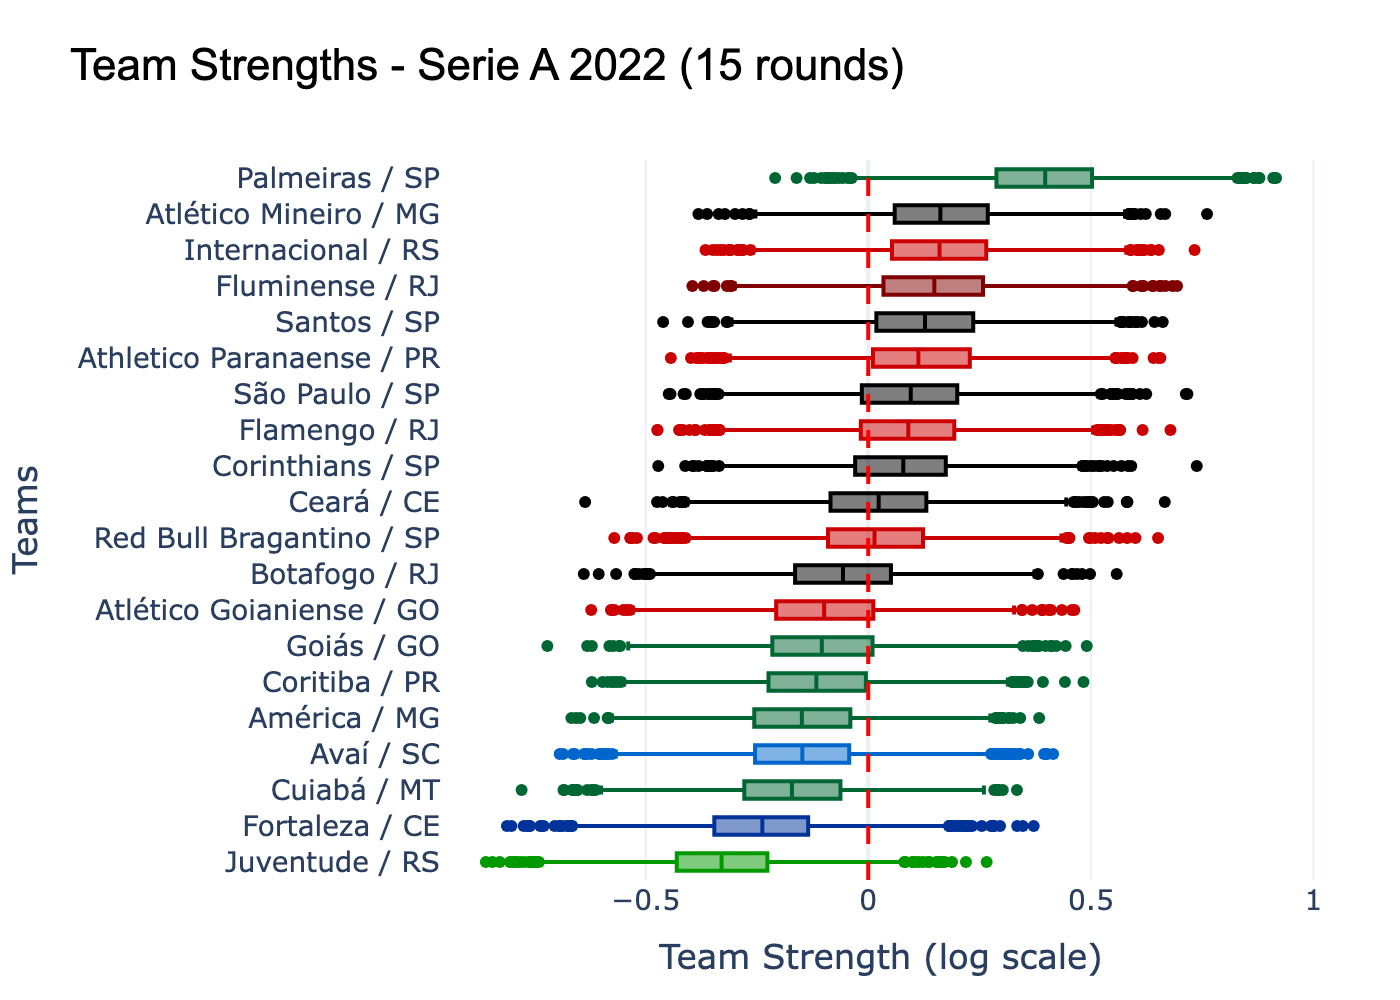 Team Strengths - Serie A 2022 (15 rounds)
Palmeiras / SP
Atlético Mineiro / MG
Internacional / RS
Fluminense / RJ
Santos / SP
Athletico Paranaense / PR
São Paulo / SP
Flamengo / RJ
Corinthians / SP
Ceará / CE
Red Bull Bragantino / SP
Botafogo / RJ
Atlético Goianiense / GO
Goiás / GO
Coritiba / PR
América / MG
Avaí / SC
Cuiabá / MT
Fortaleza / CE
Juventude / RS
Teams
−0.5 0 0.5 1
Team Strength (log scale)